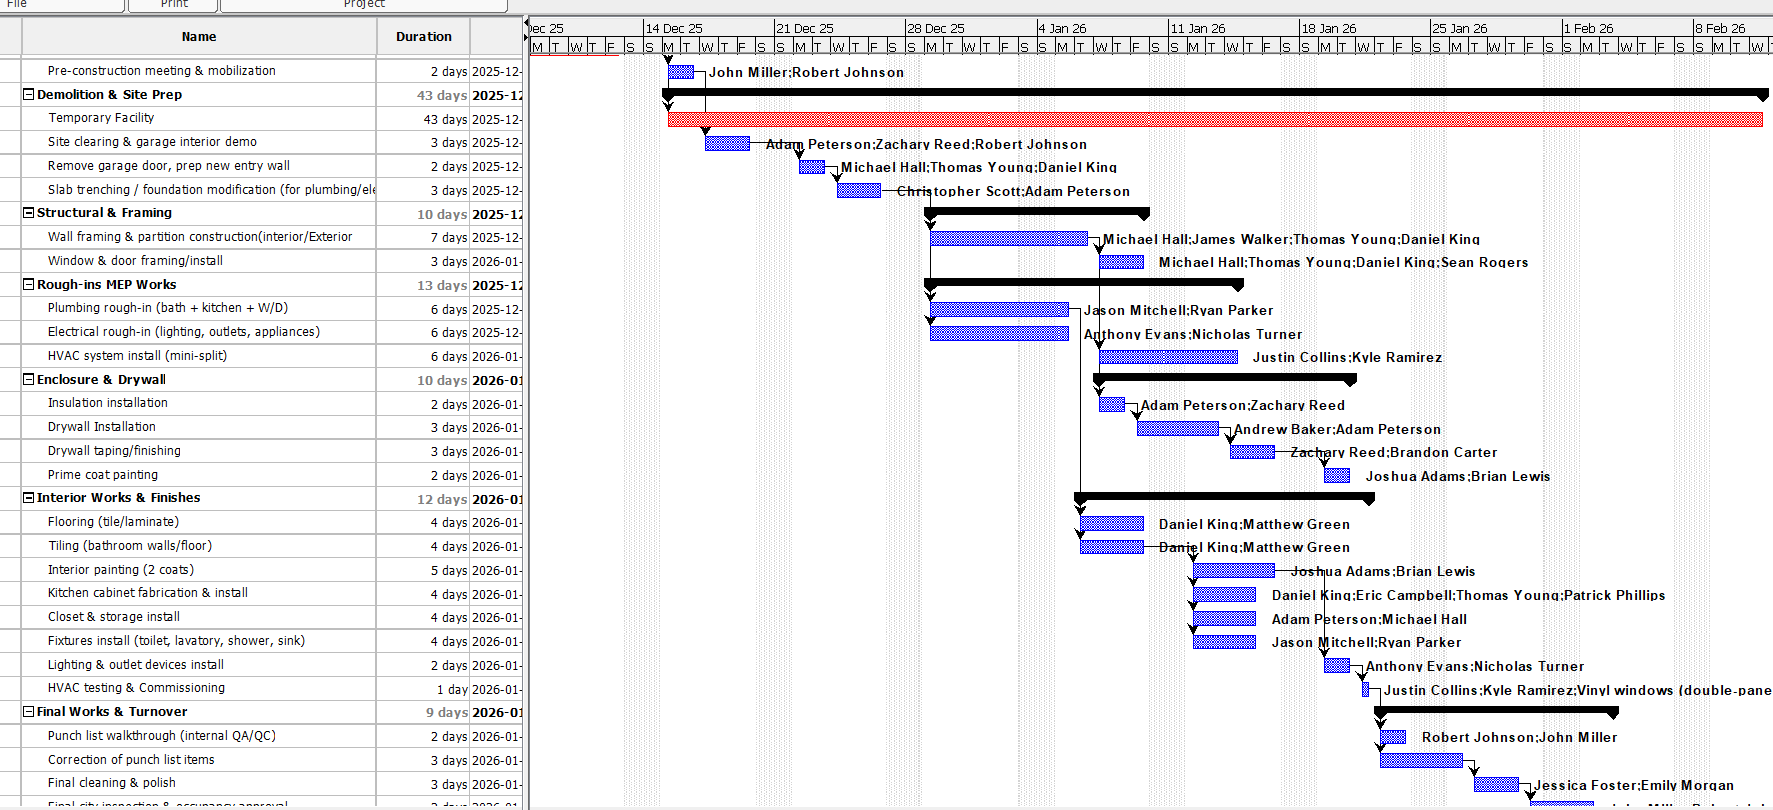 File Print Project
Name Duration
Dec 25 14 Dec 25 21 Dec 25 28 Dec 25 4 Jan 26 11 Jan 26 18 Jan 26 25 Jan 26 1 Feb 26 8 Feb 26
M T W T F S S M T W T F S S M T W T F S S M T W T F S S M T W T F S S M T W T F S S M T W T F S S M T W T F S S M T W T F S S M T W T
Pre-construction meeting & mobilization 2 days 2025-12- John Miller;Robert Johnson
Demolition & Site Prep 43 days 2025-12
Temporary Facility 43 days 2025-12-
Site clearing & garage interior demo 3 days 2025-12- Adam Peterson;Zachary Reed;Robert Johnson
Remove garage door, prep new entry wall 2 days 2025-12- Michael Hall;Thomas Young;Daniel King
Slab trenching / foundation modification (for plumbing/ele 3 days 2025-12- Christopher Scott;Adam Peterson
Structural & Framing 10 days 2025-12
Wall framing & partition construction(interior/Exterior 7 days 2025-12- Michael Hall;James Walker;Thomas Young;Daniel King
Window & door framing/install 3 days 2026-01- Michael Hall;Thomas Young;Daniel King;Sean Rogers
Rough-ins MEP Works 13 days 2025-12
Plumbing rough-in (bath + kitchen + W/D) 6 days 2025-12- Jason Mitchell;Ryan Parker
Electrical rough-in (lighting, outlets, appliances) 6 days 2025-12- Anthony Evans;Nicholas Turner
HVAC system install (mini-split) 6 days 2026-01- Justin Collins;Kyle Ramirez
Enclosure & Drywall 10 days 2026-01
Insulation installation 2 days 2026-01- Adam Peterson;Zachary Reed
Drywall Installation 3 days 2026-01- Andrew Baker;Adam Peterson
Drywall taping/finishing 3 days 2026-01- Zachary Reed;Brandon Carter
Prime coat painting 2 days 2026-01- Joshua Adams;Brian Lewis
Interior Works & Finishes 12 days 2026-01
Flooring (tile/laminate) 4 days 2026-01- Daniel King;Matthew Green
Tiling (bathroom walls/floor) 4 days 2026-01- Daniel King;Matthew Green
Interior painting (2 coats) 5 days 2026-01- Joshua Adams;Brian Lewis
Kitchen cabinet fabrication & install 4 days 2026-01- Daniel King;Eric Campbell;Thomas Young;Patrick Phillips
Closet & storage install 4 days 2026-01- Adam Peterson;Michael Hall
Fixtures install (toilet, lavatory, shower, sink) 4 days 2026-01- Jason Mitchell;Ryan Parker
Lighting & outlet devices install 2 days 2026-01- Anthony Evans;Nicholas Turner
HVAC testing & Commissioning 1 day 2026-01- Justin Collins;Kyle Ramirez;Vinyl windows (double-pane
Final Works & Turnover 9 days 2026-01
Punch list walkthrough (internal QA/QC) 2 days 2026-01- Robert Johnson;John Miller
Correction of punch list items 3 days 2026-01-
Final cleaning & polish 3 days 2026-01- Jessica Foster;Emily Morgan
Final city inspection & occupancy approval